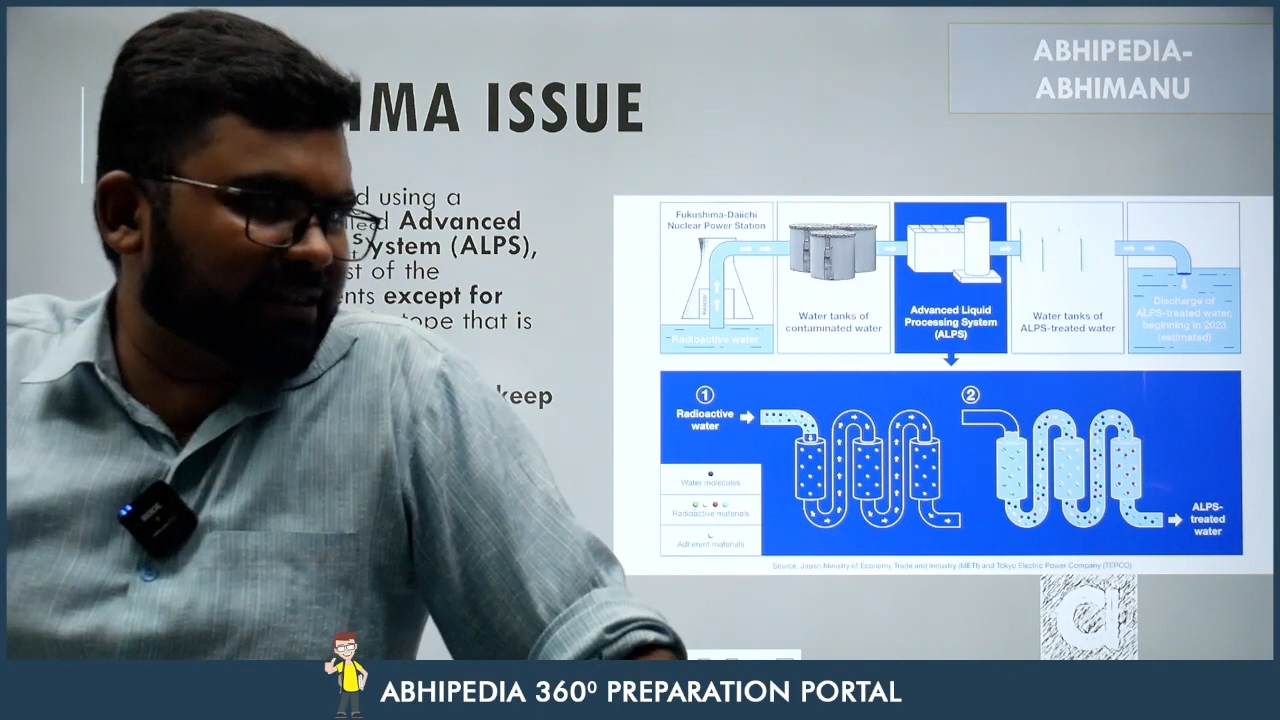 ABHIPEDIA-
ABHIMANU
IMA ISSUE
d using a
Advanced
System (ALPS),
st of the
ents except for
tope that is
keep
Fukushima-Daiichi
Nuclear Power Station
Reactor
Radioactive water
Water tanks of
contaminated water
Advanced Liquid
Processing System
(ALPS)
Water tanks of
ALPS-treated water
Discharge of
ALPS-treated water,
beginning in 2023
(estimated)
1
Radioactive
water
2
Water molecules
Radioactive materials
Adherent materials
ALPS-
treated
water
Source: Japan Ministry of Economy Trade and Industry (METI) and Tokyo Electric Power Company (TEPCO)
a
RODE
ABHIPEDIA 360⁰ PREPARATION PORTAL